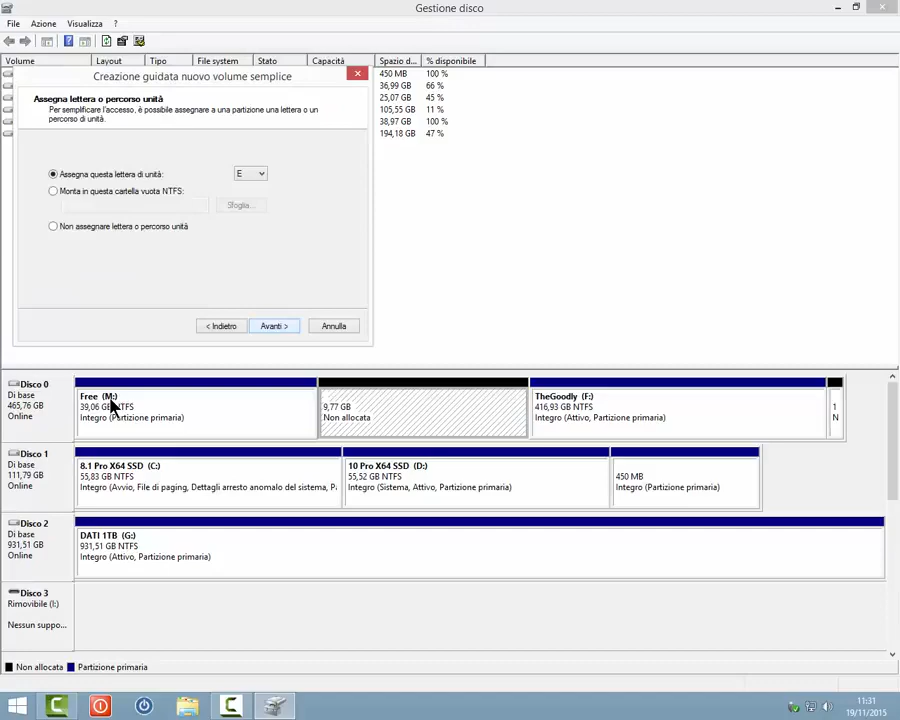 Gestione disco
File Azione Visualizza ?
Volume Layout Tipo File system Stato Capacità Spazio d... % disponibile
450 MB 100 %
36,99 GB 66 %
25,07 GB 45 %
105,55 GB 11 %
38,97 GB 100 %
194,18 GB 47 %
Creazione guidata nuovo volume semplice
Assegna lettera o percorso unità
Per semplificare l'accesso, è possibile assegnare a una partizione una lettera o un
percorso di unità.
Assegna questa lettera di unità: E
Monta in questa cartella vuota NTFS:
Sfoglia...
Non assegnare lettera o percorso unità
< Indietro Avanti > Annulla
Disco 0
Di base
465,76 GB
Online
Free (M:)
39,06 GB NTFS
Integro (Partizione primaria)
9,77 GB
Non allocata
TheGoodly (F:)
416,93 GB NTFS
Integro (Attivo, Partizione primaria)
1
N
Disco 1
Di base
111,79 GB
Online
8.1 Pro X64 SSD (C:)
55,83 GB NTFS
Integro (Avvio, File di paging, Dettagli arresto anomalo del sistema, P
10 Pro X64 SSD (D:)
55,52 GB NTFS
Integro (Sistema, Attivo, Partizione primaria)
450 MB
Integro (Partizione primaria)
Disco 2
Di base
931,51 GB
Online
DATI 1TB (G:)
931,51 GB NTFS
Integro (Attivo, Partizione primaria)
Disco 3
Rimovibile (I:)
Nessun suppo...
Non allocata Partizione primaria
11:31
19/11/2015